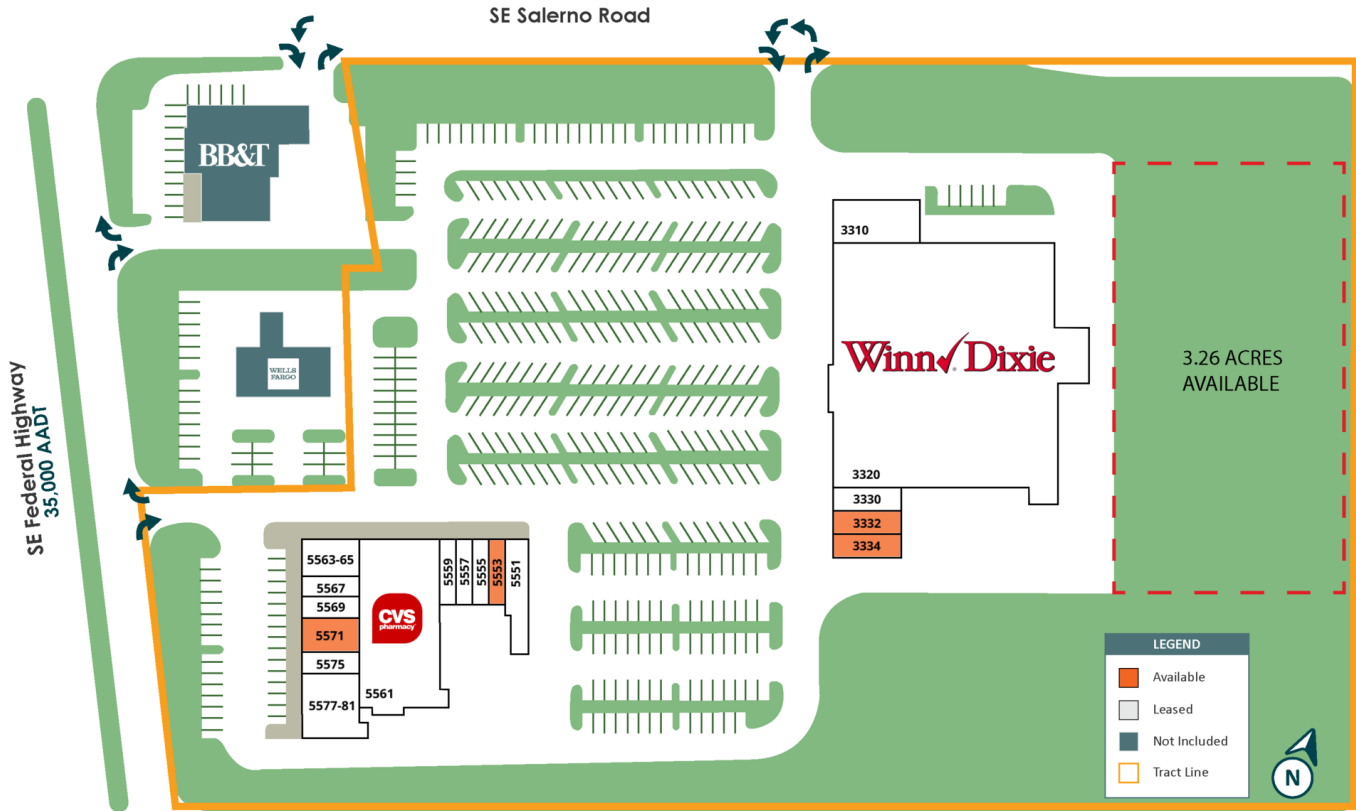 SE Salerno Road
BB&T
3310
Winn Dixie
®
3.26 ACRES
AVAILABLE
WELLS
FARGO
SE Federal Highway
35,000 AADT
3320
3330
3332
3334
5563-65
5567
5569
5571
5575
5577-81
CVS
pharmacy
5561
5559
5557
5555
5553
5551
LEGEND
Available
Leased
Not Included
Tract Line
N